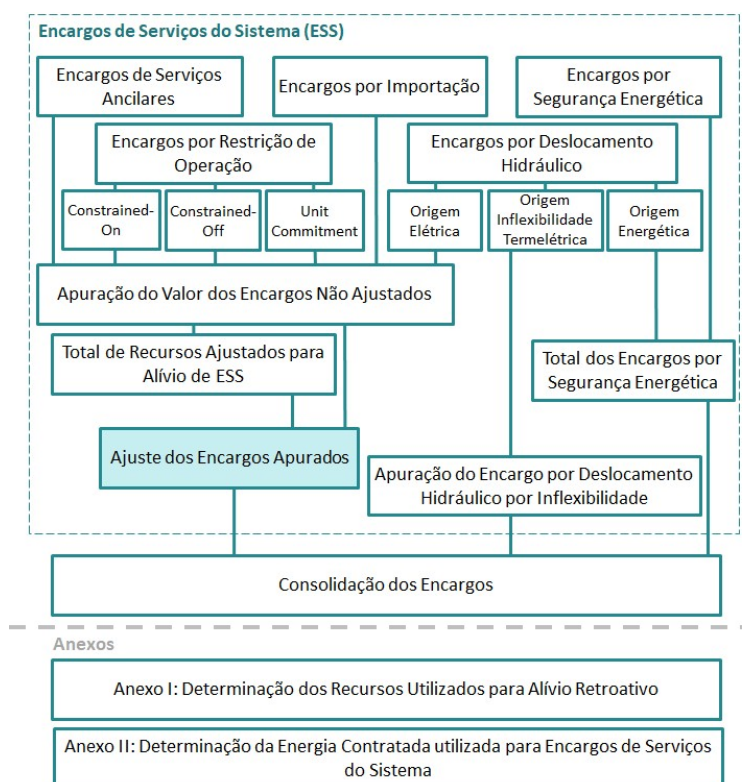 Encargos de Serviços do Sistema (ESS)
Encargos de Serviços
Ancilares
Encargos por Importação
Encargos por
Segurança Energética
Encargos por Restrição de
Operação
Encargos por Deslocamento
Hidráulico
Constrained-
On
Constrained-
Off
Unit
Commitment
Origem
Elétrica
Origem
Inflexibilidade
Termelétrica
Origem
Energética
Apuração do Valor dos Encargos Não Ajustados
Total de Recursos Ajustados para
Alívio de ESS
Total dos Encargos por
Segurança Energética
Ajuste dos Encargos Apurados
Apuração do Encargo por Deslocamento
Hidráulico por Inflexibilidade
Consolidação dos Encargos
Anexos
Anexo I: Determinação dos Recursos Utilizados para Alívio Retroativo
Anexo II: Determinação da Energia Contratada utilizada para Encargos de Serviços
do Sistema